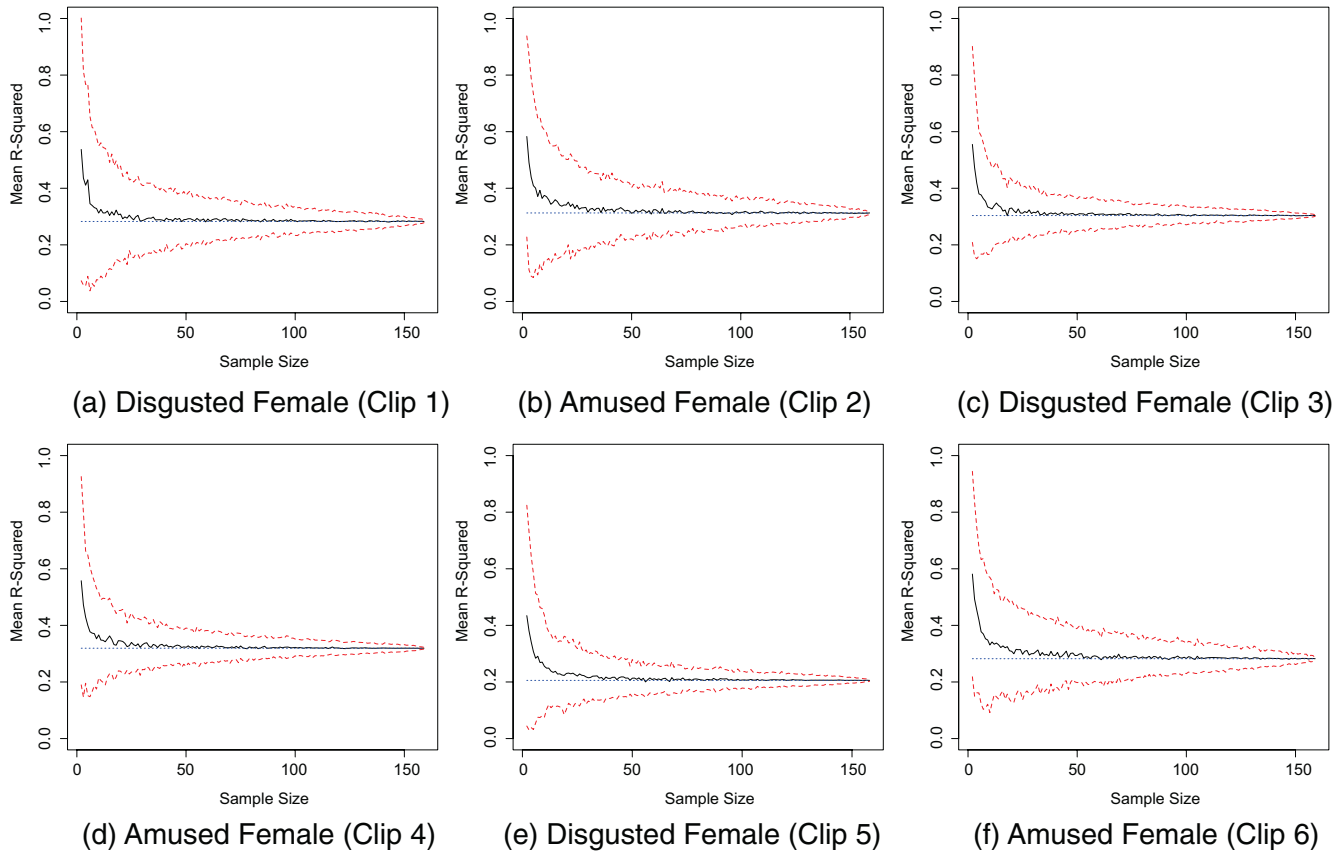 1.0
0.8
0.6
0.4
0.2
0.0
Mean R-Squared
0 50 100 150
Sample Size
(a) Disgusted Female (Clip 1)
1.0
0.8
0.6
0.4
0.2
0.0
Mean R-Squared
0 50 100 150
Sample Size
(b) Amused Female (Clip 2)
1.0
0.8
0.6
0.4
0.2
0.0
Mean R-Squared
0 50 100 150
Sample Size
(c) Disgusted Female (Clip 3)
1.0
0.8
0.6
0.4
0.2
0.0
Mean R-Squared
0 50 100 150
Sample Size
(d) Amused Female (Clip 4)
1.0
0.8
0.6
0.4
0.2
0.0
Mean R-Squared
0 50 100 150
Sample Size
(e) Disgusted Female (Clip 5)
1.0
0.8
0.6
0.4
0.2
0.0
Mean R-Squared
0 50 100 150
Sample Size
(f) Amused Female (Clip 6)